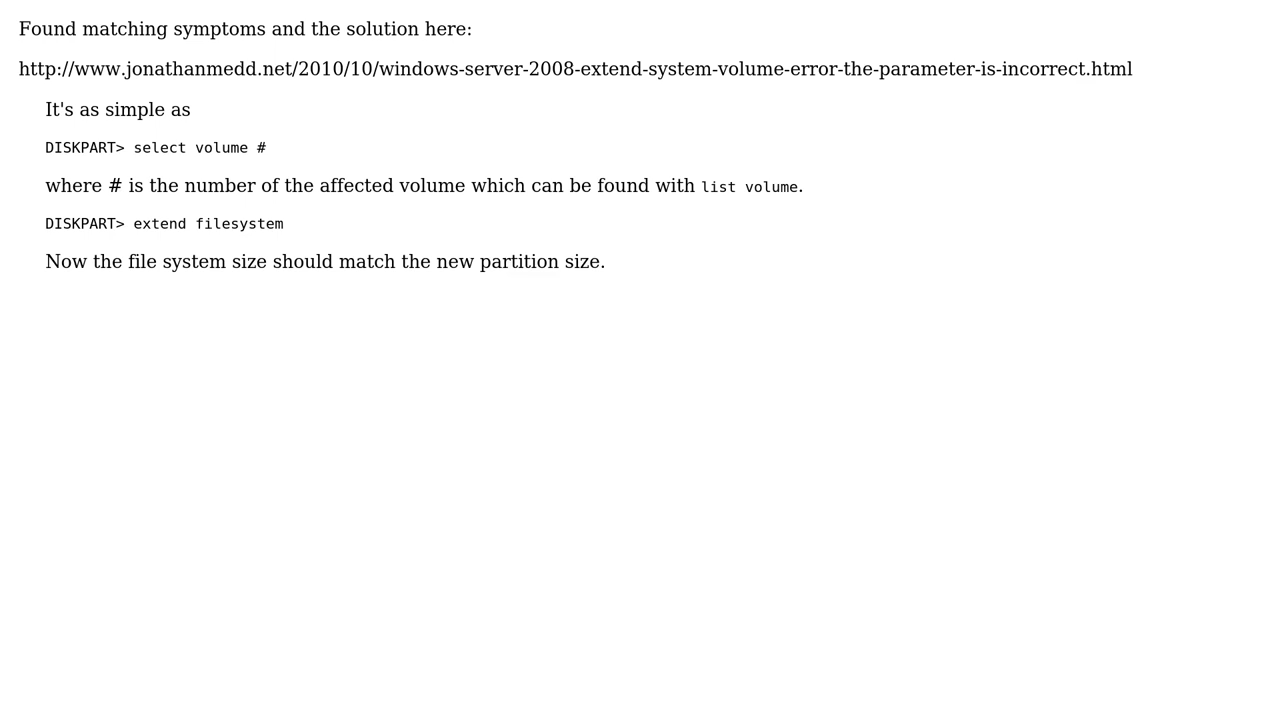 Found matching symptoms and the solution here:
http://www.jonathanmedd.net/2010/10/windows-server-2008-extend-system-volume-error-the-parameter-is-incorrect.html
It's as simple as
DISKPART> select volume #
where # is the number of the affected volume which can be found with list volume.
DISKPART> extend filesystem
Now the file system size should match the new partition size.